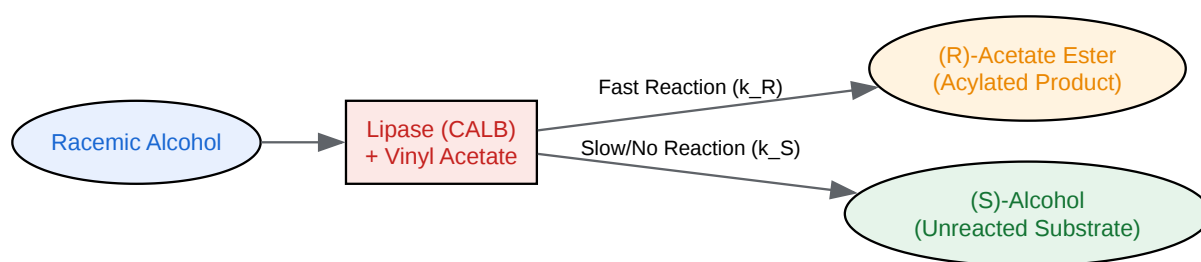 Racemic Alcohol
Lipase (CALB)
+ Vinyl Acetate
Fast Reaction (k_R)
Slow/No Reaction (k_S)
(R)-Acetate Ester
(Acylated Product)
(S)-Alcohol
(Unreacted Substrate)